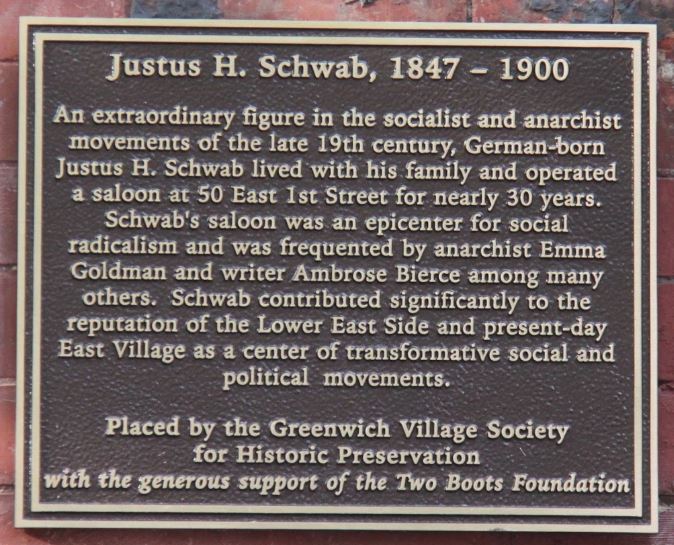 Justus H. Schwab, 1847 – 1900
An extraordinary figure in the socialist and anarchist
movements of the late 19th century, German-born
Justus H. Schwab lived with his family and operated
a saloon at 50 East 1st Street for nearly 30 years.
Schwab's saloon was an epicenter for social
radicalism and was frequented by anarchist Emma
Goldman and writer Ambrose Bierce among many
others. Schwab contributed significantly to the
reputation of the Lower East Side and present-day
East Village as a center of transformative social and
political movements.
Placed by the Greenwich Village Society
for Historic Preservation
with the generous support of the Two Boots Foundation